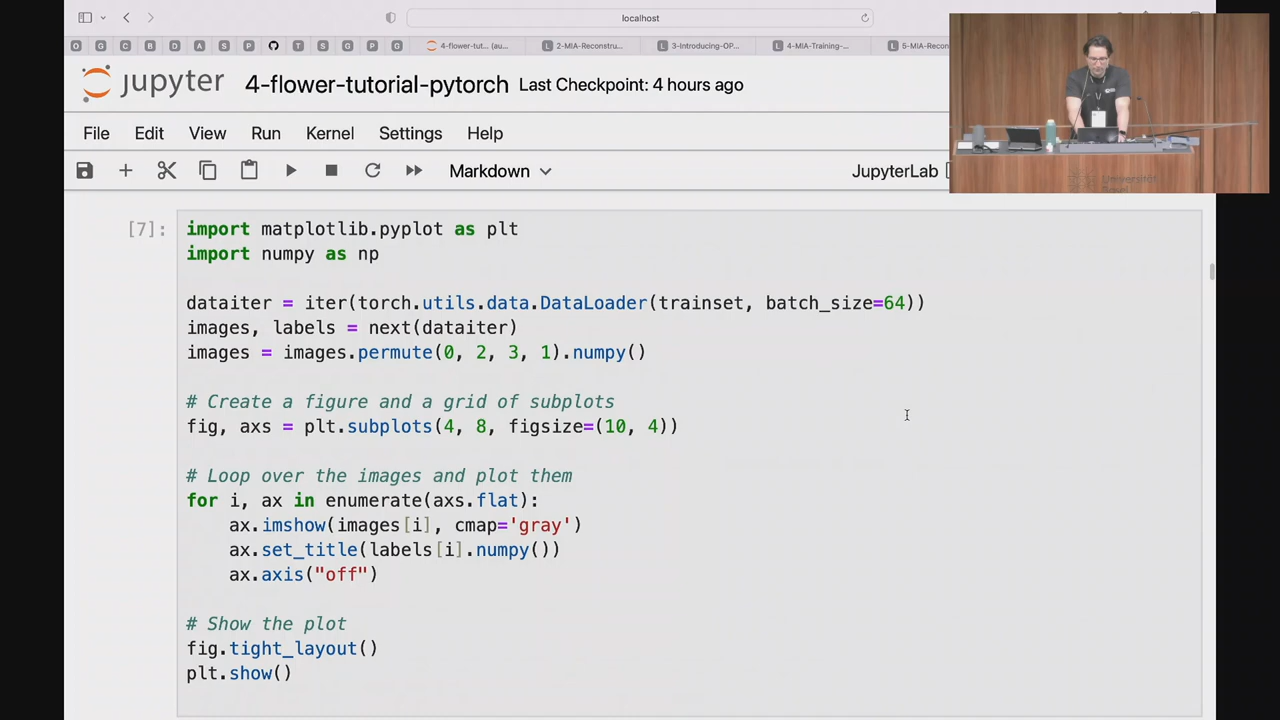 localhost
O
G
C
B
D
A
S
P
T
S
G
P
G
4-flower-tut... (au...
2-MIA-Reconstru...
3-Introducing-OP...
4-MIA-Training-...
5-MIA-Recon
jupyter 4-flower-tutorial-pytorch Last Checkpoint: 4 hours ago
File Edit View Run Kernel Settings Help
Markdown JupyterLab
[7]: import matplotlib.pyplot as plt
import numpy as np
dataiter = iter(torch.utils.data.DataLoader(trainset, batch_size=64))
images, labels = next(dataiter)
images = images.permute(0, 2, 3, 1).numpy()
# Create a figure and a grid of subplots
fig, axs = plt.subplots(4, 8, figsize=(10, 4))
# Loop over the images and plot them
for i, ax in enumerate(axs.flat):
ax.imshow(images[i], cmap='gray')
ax.set_title(labels[i].numpy())
ax.axis("off")
# Show the plot
fig.tight_layout()
plt.show()
Universität
Basel